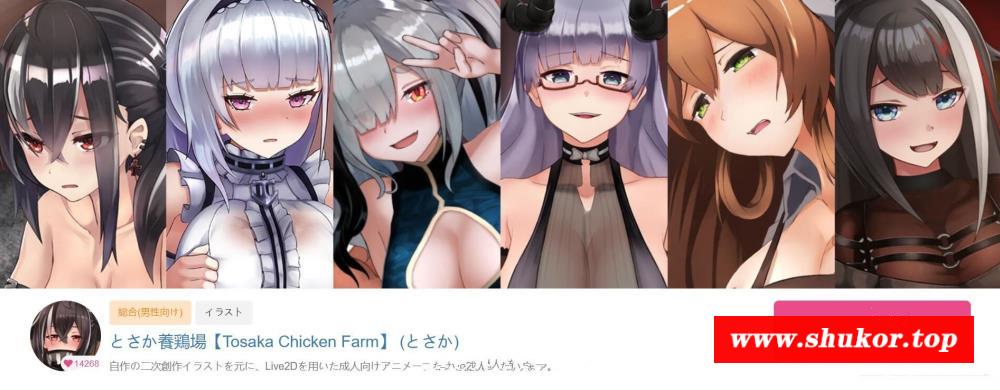 総合(男性向け) イラスト
とさか養鶏場【Tosaka Chicken Farm】 (とさか)
14268
自作の二次創作イラストを元に、Live2Dを用いた成人向けアニメー
www.shukor.top